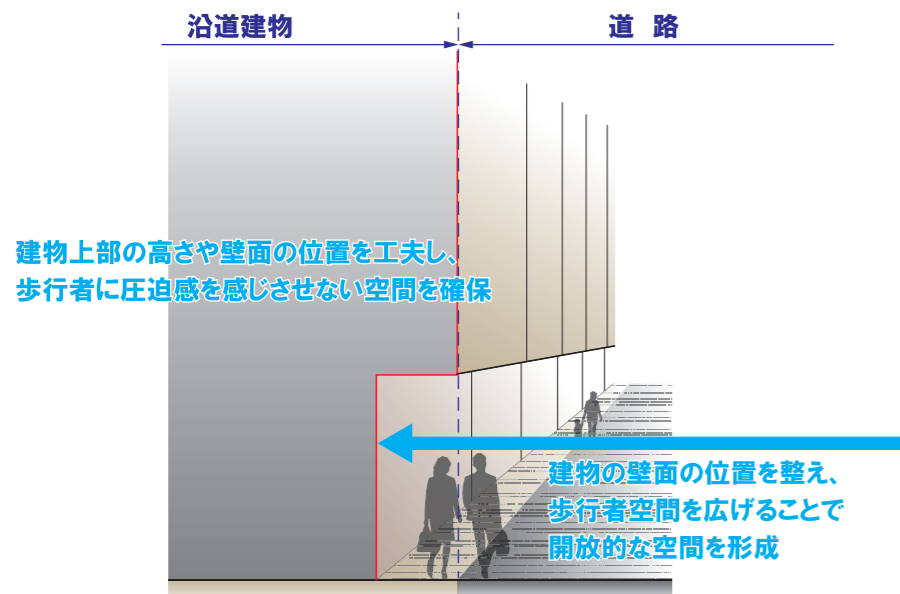 沿道建物
道 路
建物上部の高さや壁面の位置を工夫し、
歩行者に圧迫感を感じさせない空間を確保
建物の壁面の位置を整え、
歩行者空間を広げることで
開放的な空間を形成